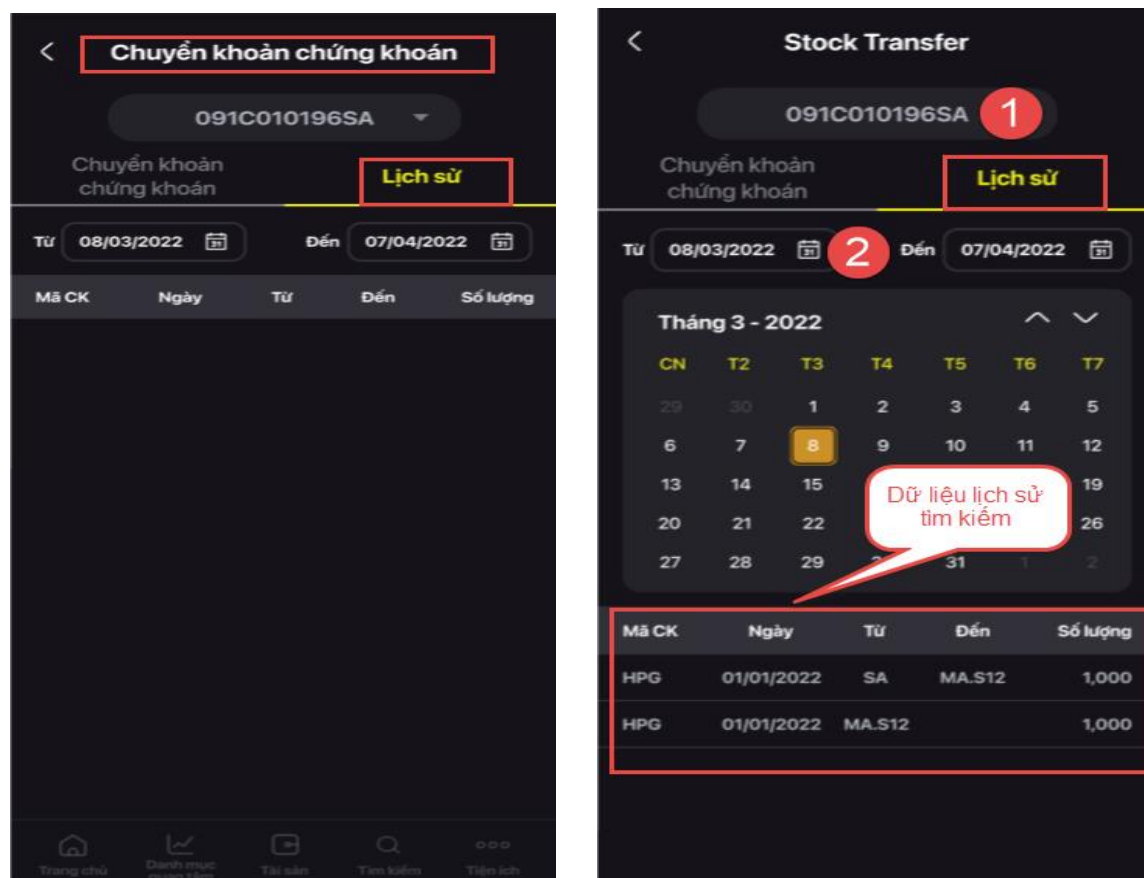 Chuyển khoản chứng khoán
091C010196SA
Chuyển khoản
chứng khoán
Lịch sử
Từ 08/03/2022 Đến 07/04/2022
Mã CK Ngày Từ Đến Số lượng
Trang chủ
Danh mục
quan tâm
Tài sản
Tìm kiếm
Tiện ích
Stock Transfer
091C010196SA 1
Chuyển khoản
chứng khoán
Lịch sử
Từ 08/03/2022 2 Đến 07/04/2022
Tháng 3 - 2022
CN T2 T3 T4 T5 T6 T7
29 30 1 2 3 4 5
6 7 8 9 10 11 12
13 14 15 19
20 21 22 26
27 28 29 31 1 2
Dữ liệu lịch sử
tìm kiếm
Mã CK Ngày Từ Đến Số lượng
HPG 01/01/2022 SA MA.S12 1,000
HPG 01/01/2022 MA.S12 1,000